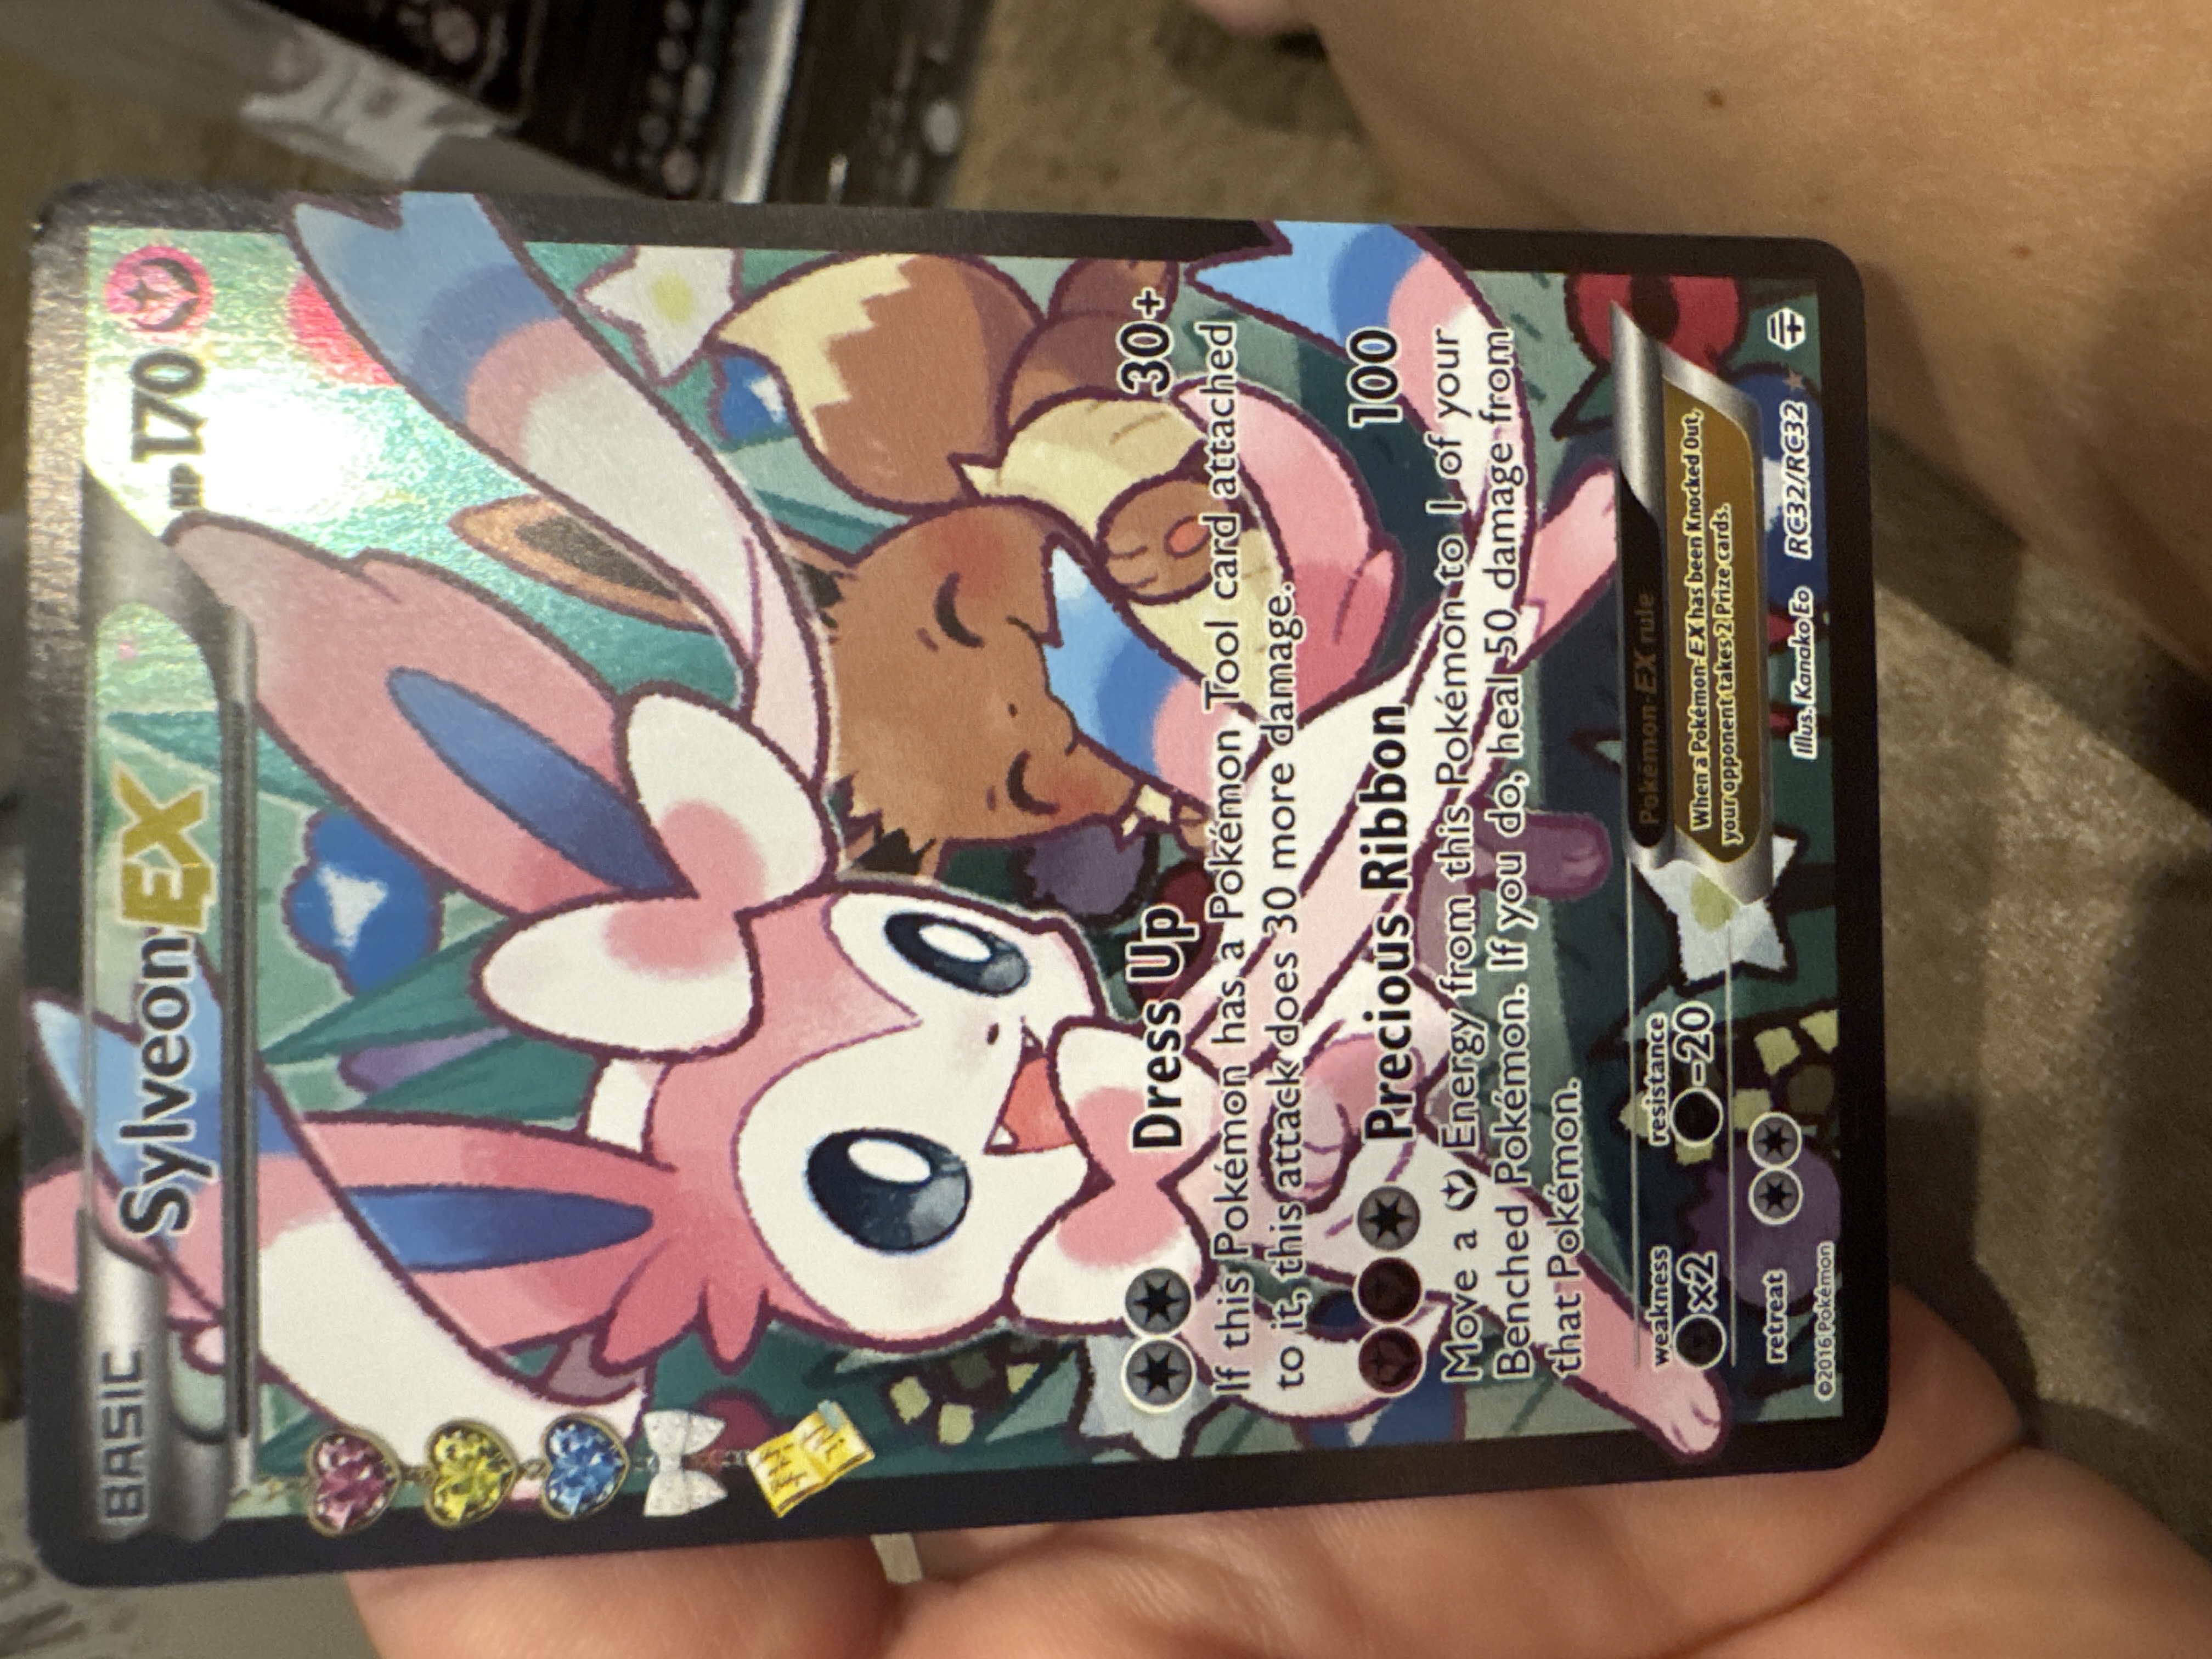 BASIC
Sylveon EX HP 170
Dress Up 30+
If this Pokémon has a Pokémon Tool card attached
to it, this attack does 30 more damage.
Precious Ribbon 100
Move a Energy from this Pokémon to 1 of your
Benched Pokémon. If you do, heal 50 damage from
that Pokémon.
weakness
×2
resistance
-20
retreat
Pokémon-EX rule
When a Pokémon-EX has been Knocked Out,
your opponent takes 2 Prize cards.
©2016 Pokémon
Illus. Kanako Eo RC32/RC32